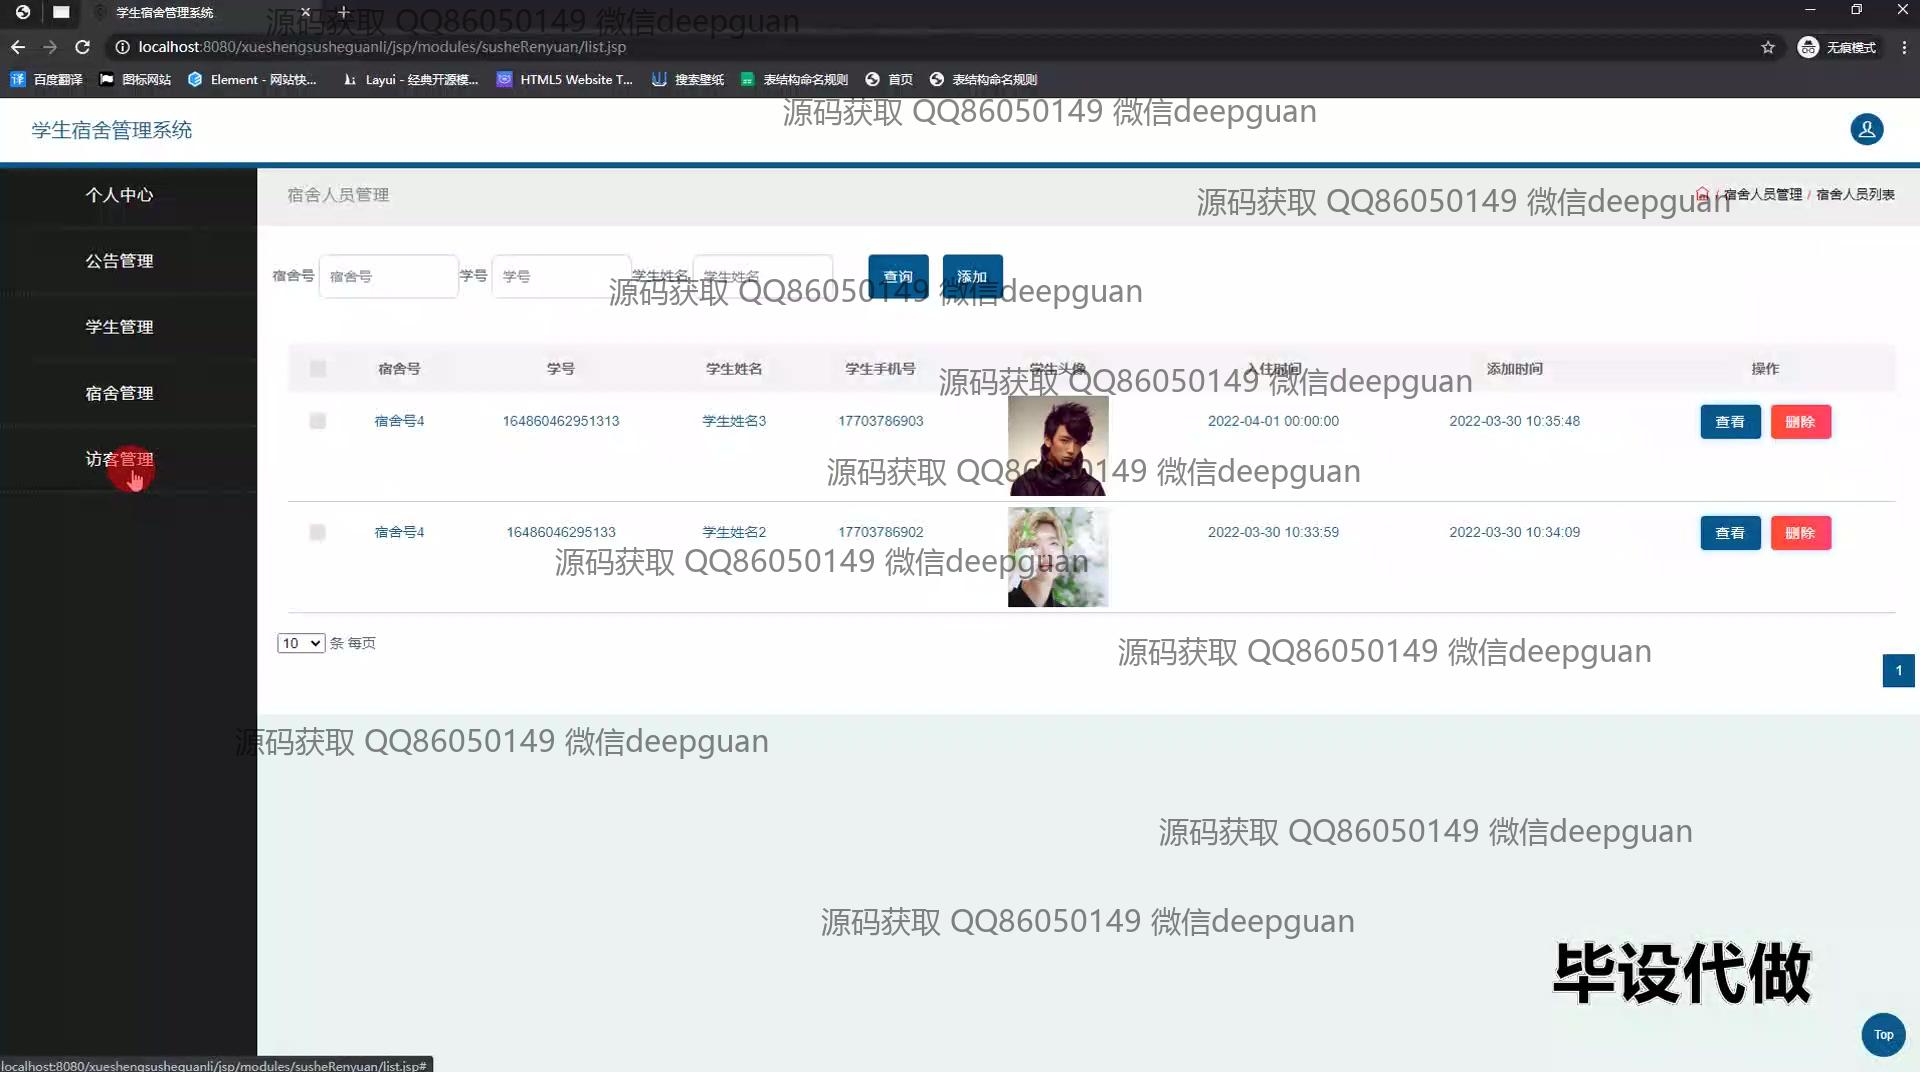 学生宿舍管理系统
源码获取 QQ86050149 微信deepguan
localhost:8080/xueshengsusheguanli/jsp/modules/susheRenyuan/list.jsp
无痕模式
百度翻译 图标网站 Element - 网站快... Layui - 经典开源模... HTML5 Website T... 搜索壁纸 表结构命名规则 首页 表结构命名规则
源码获取 QQ86050149 微信deepguan
学生宿舍管理系统
个人中心
公告管理
学生管理
宿舍管理
访客管理
宿舍人员管理
源码获取 QQ86050149 微信deepguan
/ 宿舍人员管理 / 宿舍人员列表
宿舍号 宿舍号 学号 学号 学生姓名 学生姓名 查询 添加
源码获取 QQ86050149 微信deepguan
宿舍号 学号 学生姓名 学生手机号 学生头像 入住时间 添加时间 操作
源码获取 QQ86050149 微信deepguan
宿舍号4 164860462951313 学生姓名3 17703786903 2022-04-01 00:00:00 2022-03-30 10:35:48 查看 删除
源码获取 QQ86050149 微信deepguan
宿舍号4 16486046295133 学生姓名2 17703786902 2022-03-30 10:33:59 2022-03-30 10:34:09 查看 删除
源码获取 QQ86050149 微信deepguan
10 条 每页
源码获取 QQ86050149 微信deepguan
1
源码获取 QQ86050149 微信deepguan
源码获取 QQ86050149 微信deepguan
源码获取 QQ86050149 微信deepguan
毕设代做
Top
localhost:8080/xueshengsusheguanli/jsp/modules/susheRenyuan/list.jsp#